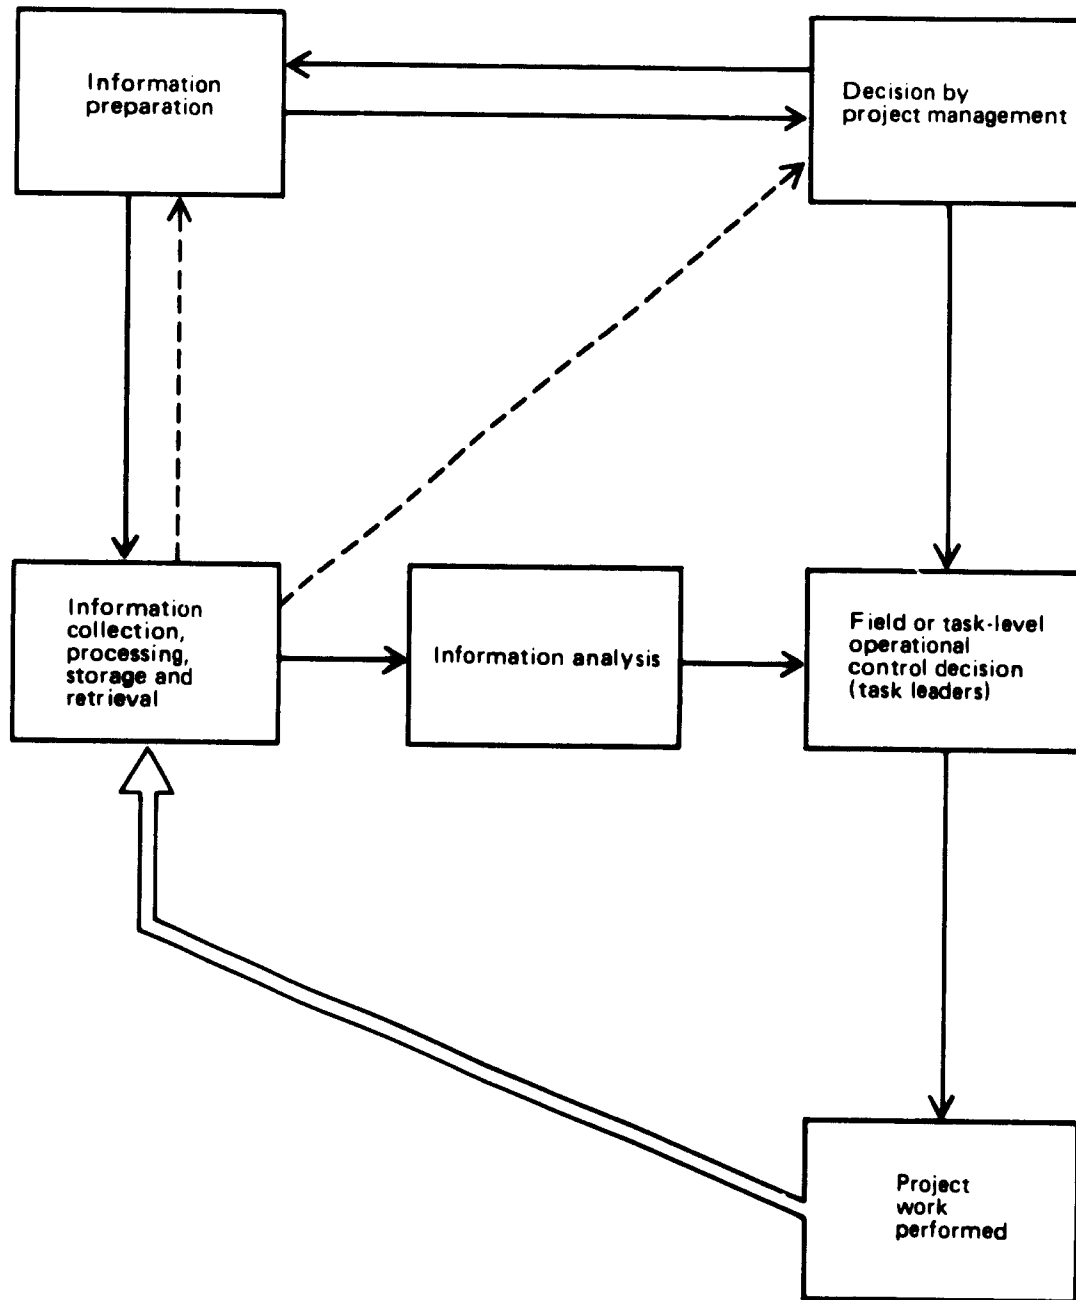 Information
preparation
Decision by
project management
Information
collection,
processing,
storage and
retrieval
Information analysis
Field or task-level
operational
control decision
(task leaders)
Project
work
performed